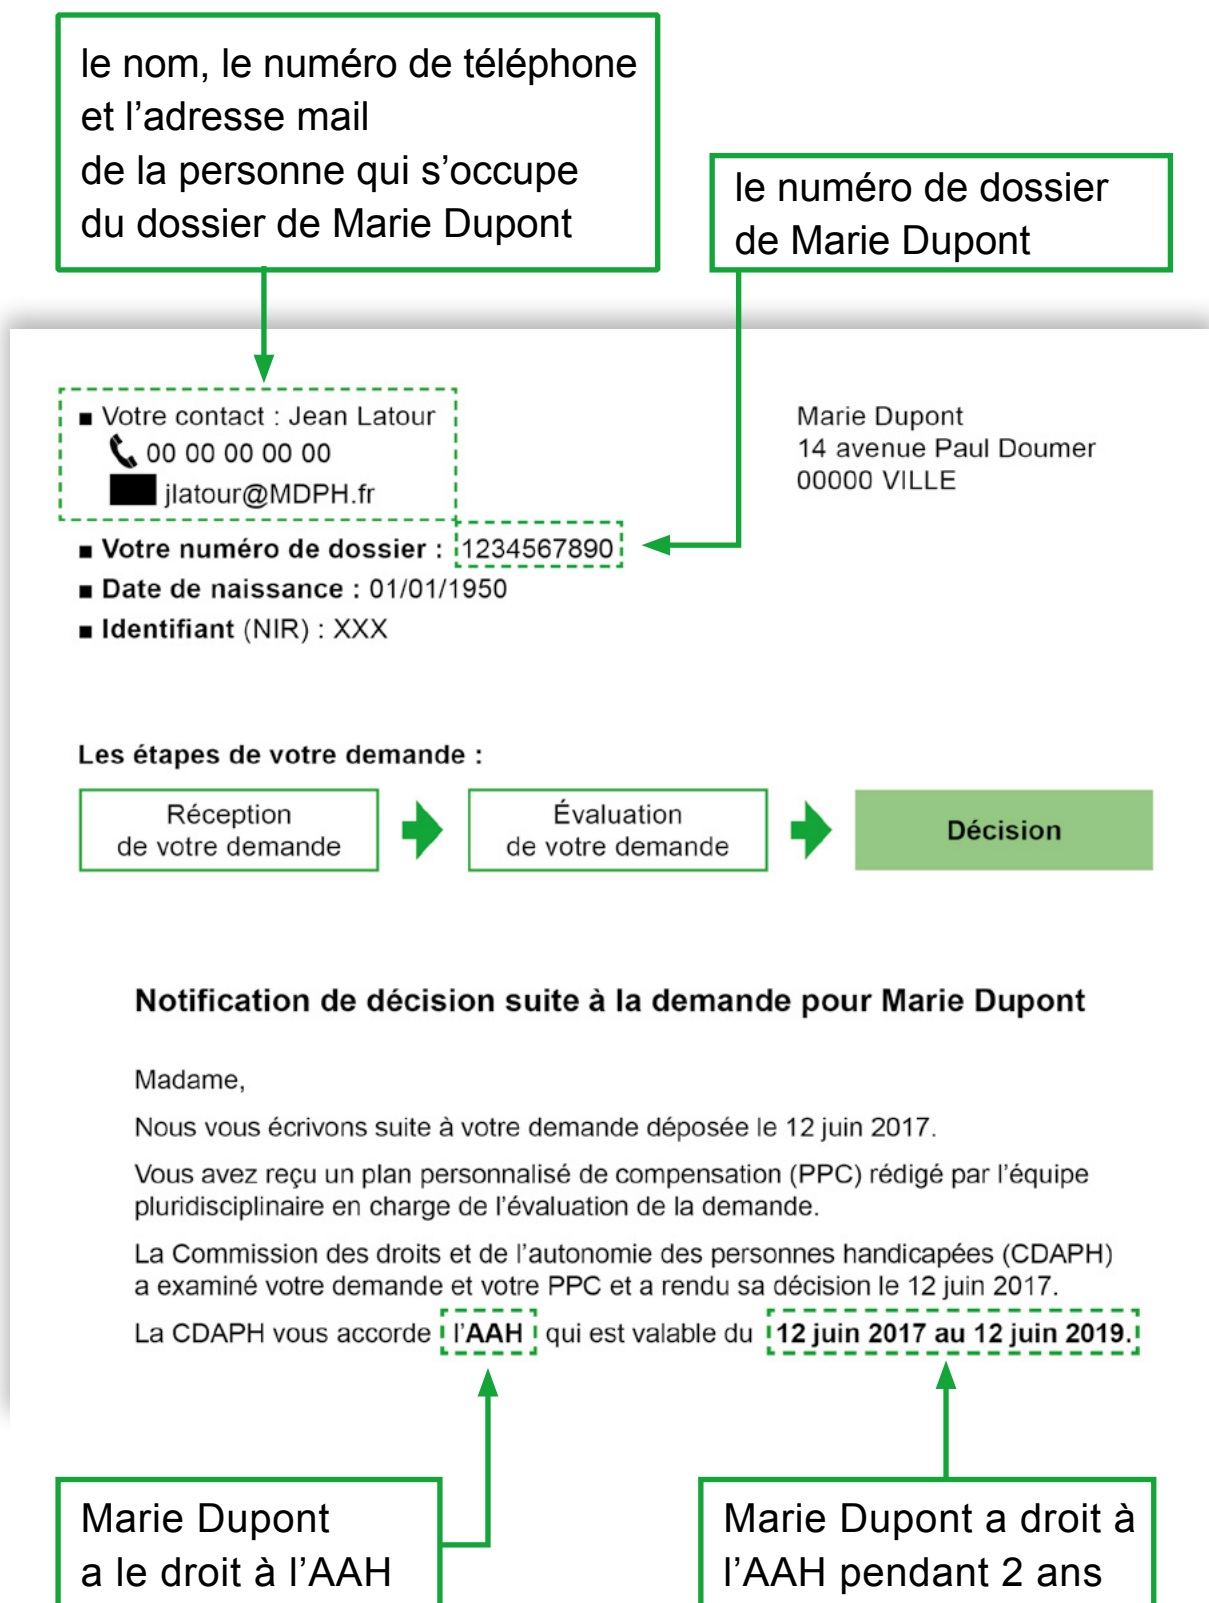 le nom, le numéro de téléphone
et l’adresse mail
de la personne qui s’occupe
du dossier de Marie Dupont
le numéro de dossier
de Marie Dupont
■ Votre contact : Jean Latour
00 00 00 00 00
jlatour@MDPH.fr
Marie Dupont
14 avenue Paul Doumer
00000 VILLE
■ Votre numéro de dossier : 1234567890
■ Date de naissance : 01/01/1950
■ Identifiant (NIR) : XXX
Les étapes de votre demande :
Réception
de votre demande
Évaluation
de votre demande
Décision
Notification de décision suite à la demande pour Marie Dupont
Madame,
Nous vous écrivons suite à votre demande déposée le 12 juin 2017.
Vous avez reçu un plan personnalisé de compensation (PPC) rédigé par l’équipe
pluridisciplinaire en charge de l’évaluation de la demande.
La Commission des droits et de l’autonomie des personnes handicapées (CDAPH)
a examiné votre demande et votre PPC et a rendu sa décision le 12 juin 2017.
La CDAPH vous accorde l’AAH qui est valable du 12 juin 2017 au 12 juin 2019.
Marie Dupont
a le droit à l’AAH
Marie Dupont a droit à
l’AAH pendant 2 ans